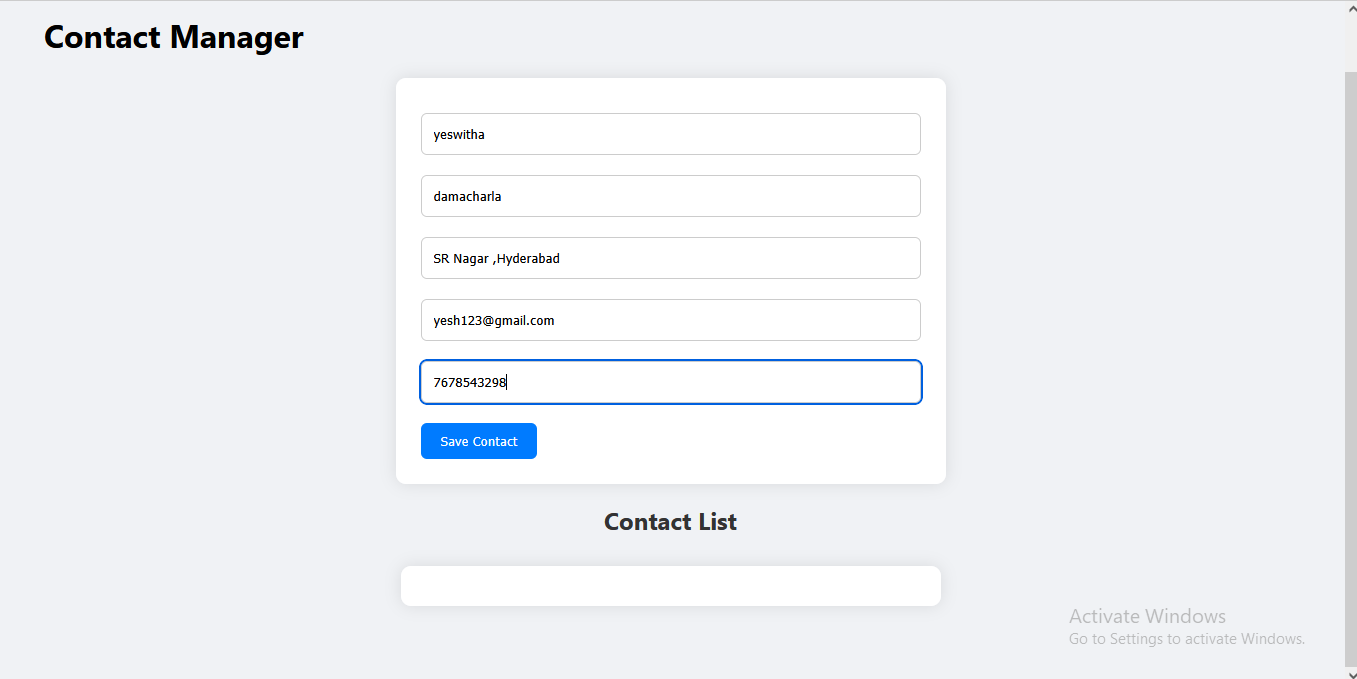 Contact Manager
yeswitha
damacharla
SR Nagar ,Hyderabad
yesh123@gmail.com
7678543298
Save Contact
Contact List
Activate Windows
Go to Settings to activate Windows.